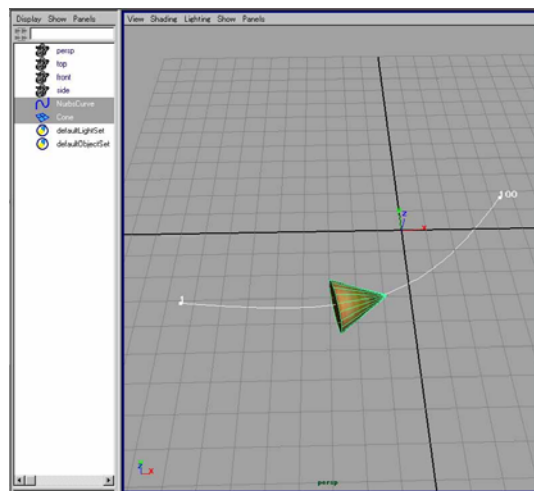 Display Show Panels
persp
top
front
side
NurbsCurve
Cone
defaultLightSet
defaultObjectSet
View Shading Lighting Show Panels
100
z
x
1
z
x
persp